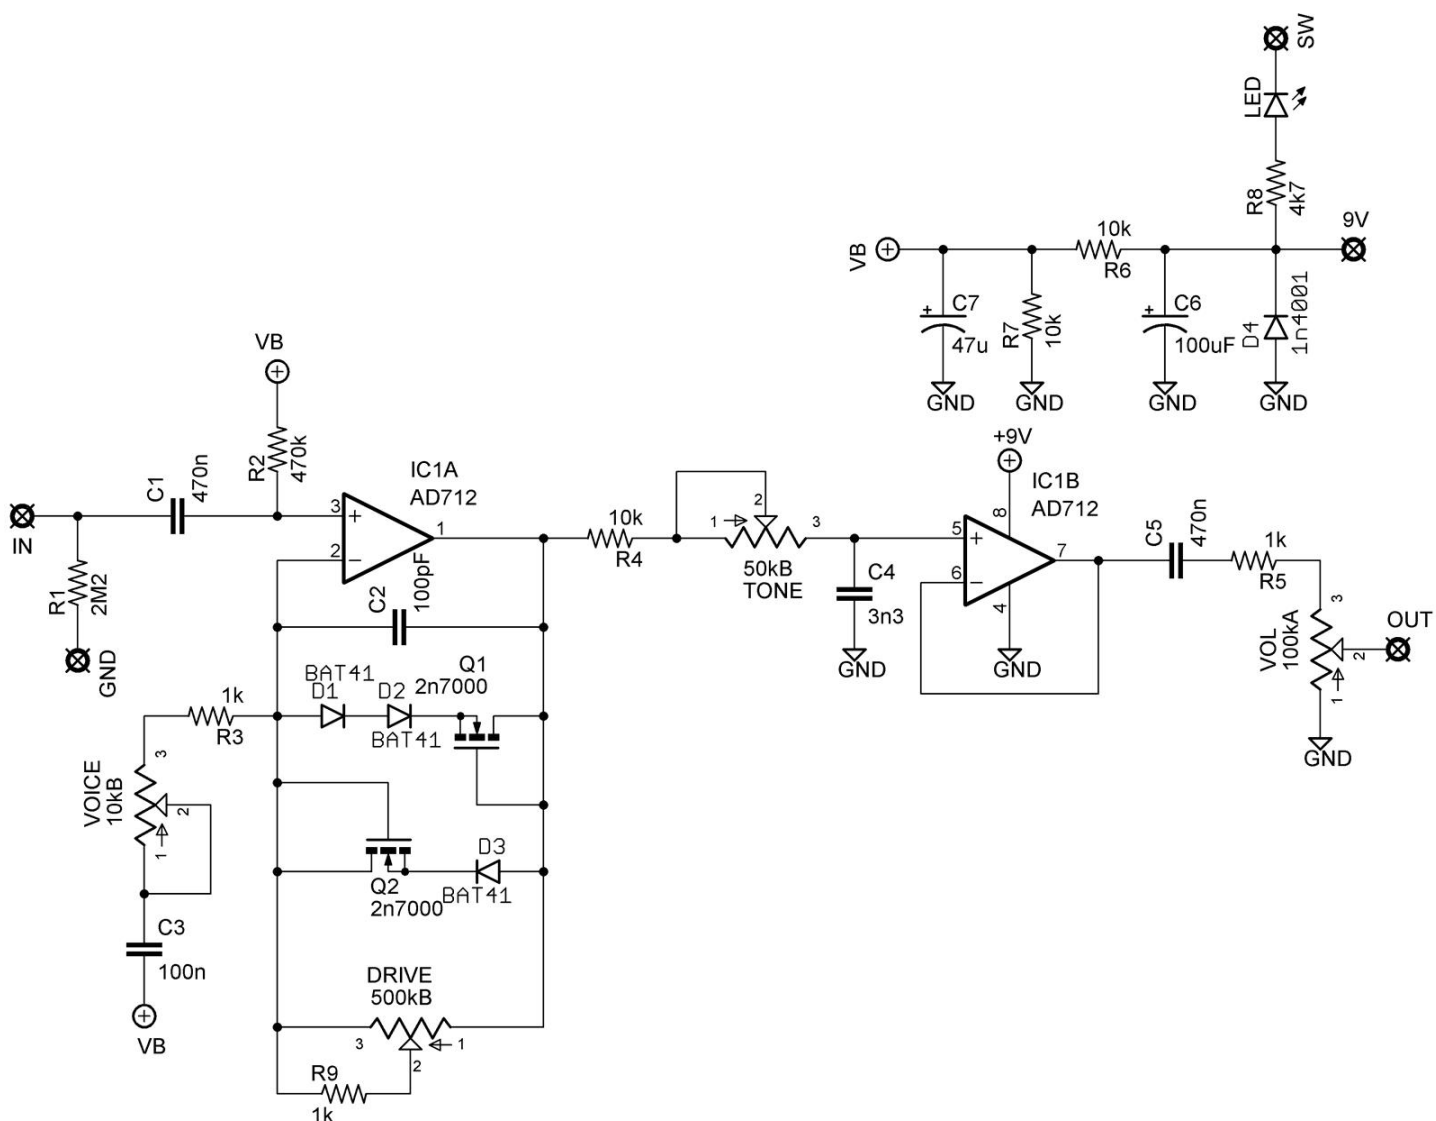 SW
LED
R8
4k7
9V
VB
10k
R6
+
C7
47u
R7
10k
+
C6
100uF
D4
1n4001
GND
GND
GND
GND
VB
R2
470k
C1
470n
IN
R1
2M2
GND
3
2
1
+
−
IC1A
AD712
C2
100pF
BAT41
D1
D2
BAT41
Q1
2n7000
1k
R3
VOICE
10kB
3
2
1
C3
100n
VB
Q2
2n7000
D3
BAT41
DRIVE
500kB
3
1
2
R9
1k
10k
R4
1
2
3
50kB
TONE
C4
3n3
GND
+9V
IC1B
AD712
8
5
6
7
4
+
−
GND
C5
470n
1k
R5
VOL
100kA
3
2
1
OUT
GND